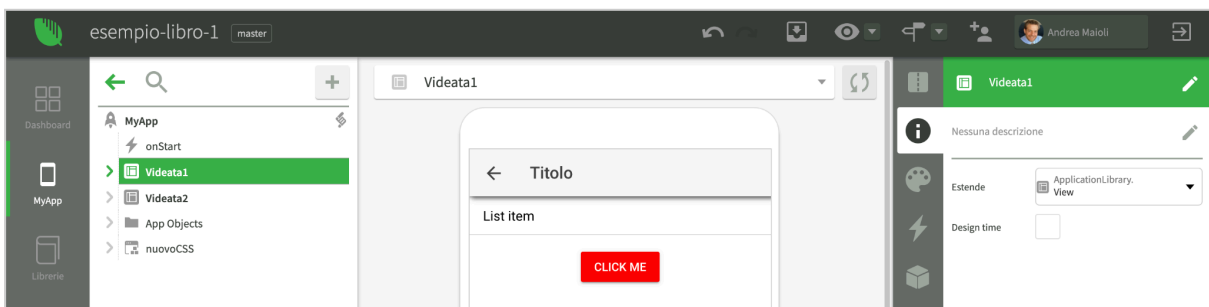 esempio-libro-1 master
Andrea Maioli
Dashboard
MyApp
Librerie
MyApp
onStart
Videata1
Videata2
App Objects
nuovoCSS
Videata1
Titolo
List item
CLICK ME
Videata1
Nessuna descrizione
Estende
ApplicationLibrary.
View
Design time